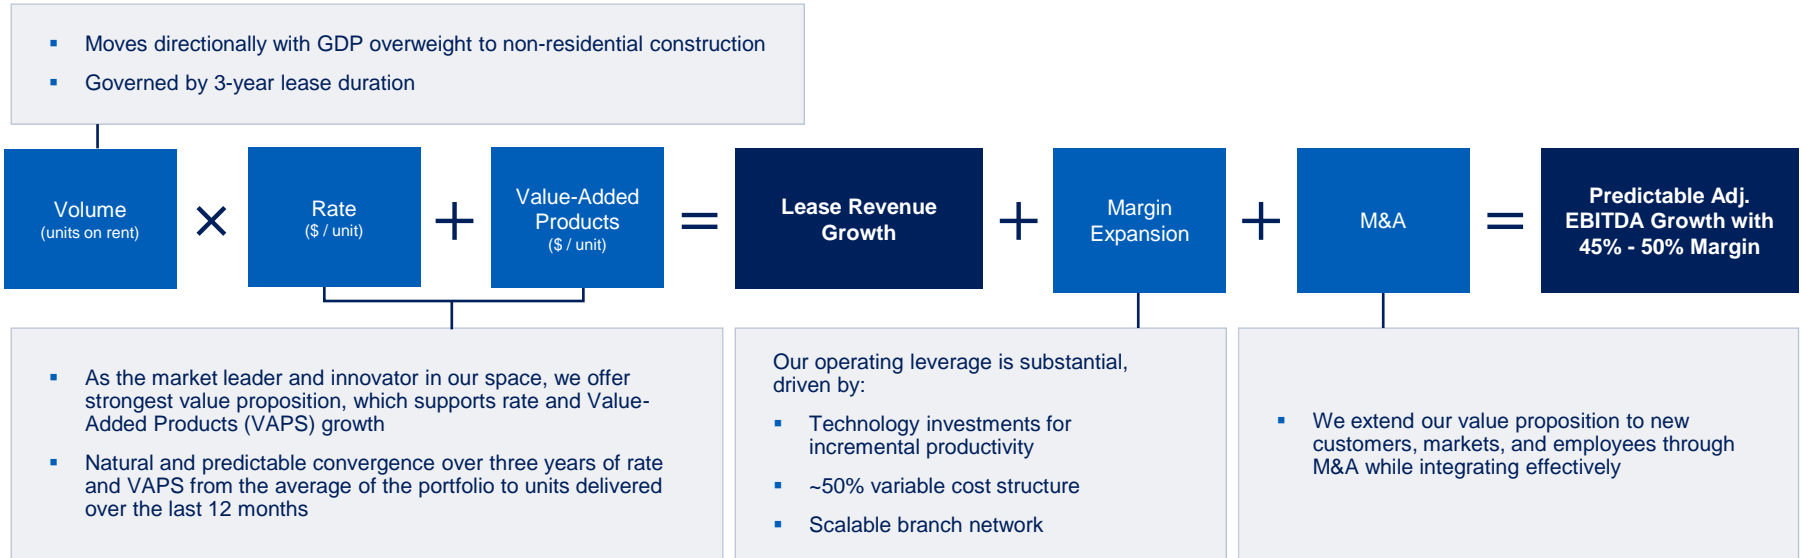 ▪ Moves directionally with GDP overweight to non-residential construction
▪ Governed by 3-year lease duration
Volume
(units on rent)
×
Rate
($ / unit)
+
Value-Added
Products
($ / unit)
=
Lease Revenue
Growth
+
Margin
Expansion
+
M&A
=
Predictable Adj.
EBITDA Growth with
45% - 50% Margin
▪ As the market leader and innovator in our space, we offer
strongest value proposition, which supports rate and Value-
Added Products (VAPS) growth
▪ Natural and predictable convergence over three years of rate
and VAPS from the average of the portfolio to units delivered
over the last 12 months
Our operating leverage is substantial,
driven by:
▪ Technology investments for
incremental productivity
▪ ~50% variable cost structure
▪ Scalable branch network
▪ We extend our value proposition to new
customers, markets, and employees through
M&A while integrating effectively